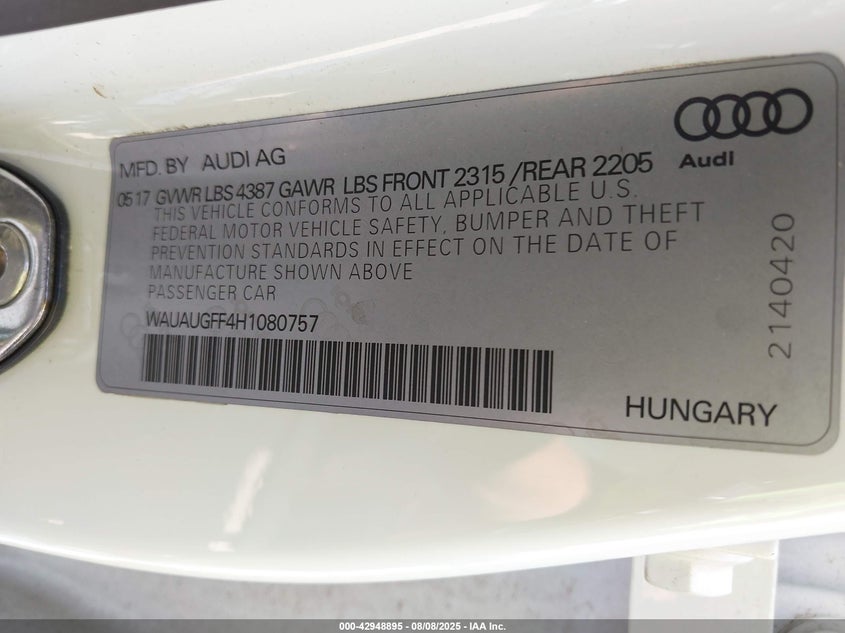 MFD. BY AUDI AG
Audi
0517 GVWR LBS 4387 GAWR LBS FRONT 2315 /REAR 2205
THIS VEHICLE CONFORMS TO ALL APPLICABLE U.S.
FEDERAL MOTOR VEHICLE SAFETY, BUMPER AND THEFT
PREVENTION STANDARDS IN EFFECT ON THE DATE OF
MANUFACTURE SHOWN ABOVE
PASSENGER CAR
WAUAUGFF4H1080757
2140420
HUNGARY
000-42948895 - 08/08/2025 - IAA Inc.